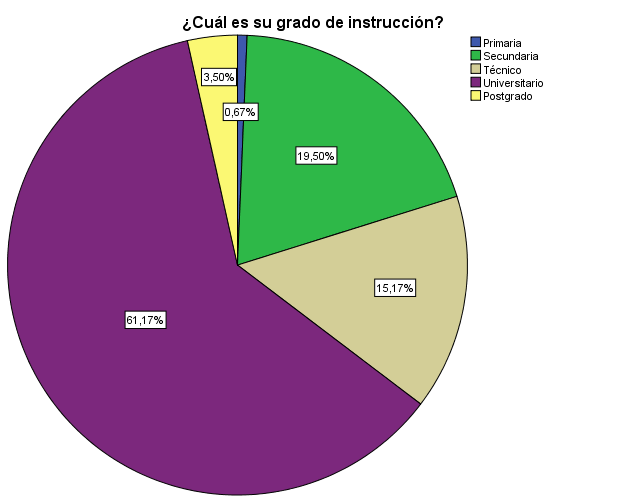 ¿Cuál es su grado de instrucción?
Primaria
Secundaria
Técnico
Universitario
Postgrado
3,50%
0,67%
19,50%
15,17%
61,17%